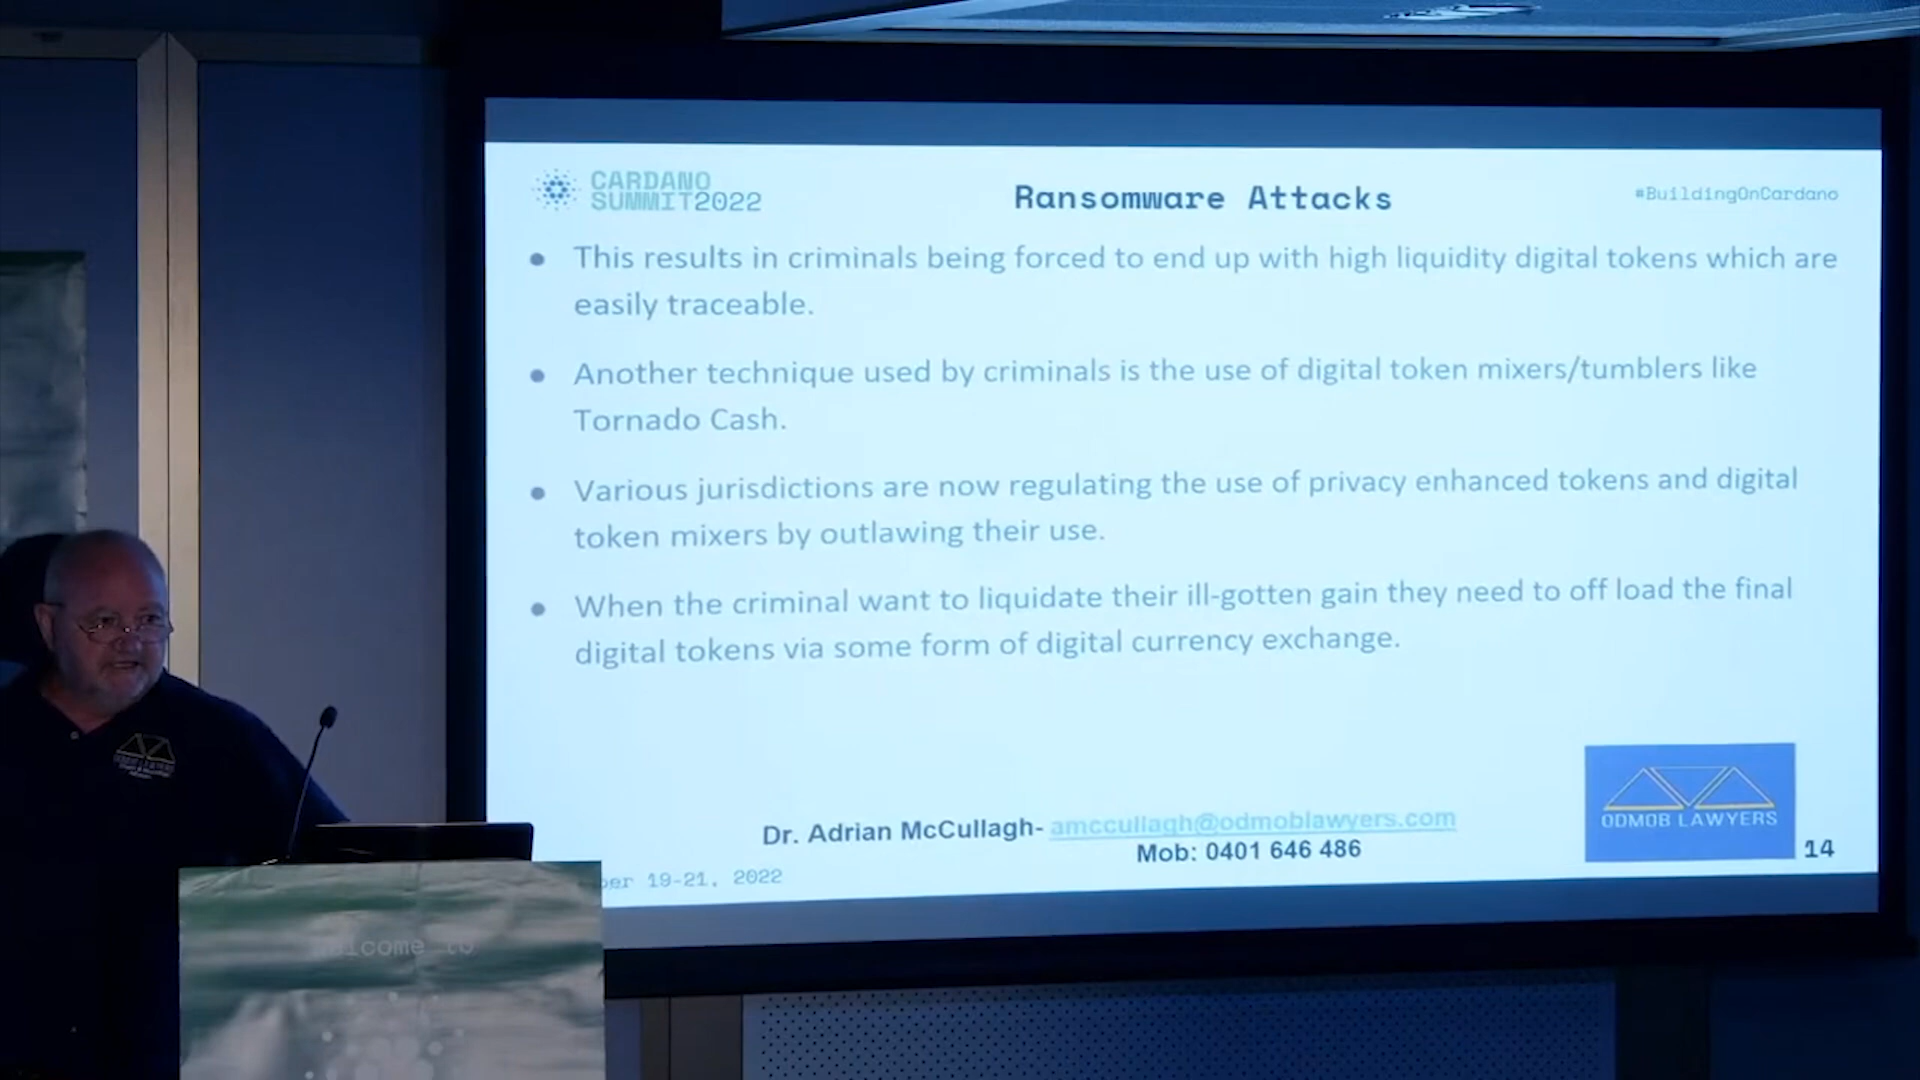 CARDANO
SUMMIT2022
Ransomware Attacks
#BuildingOnCardano
• This results in criminals being forced to end up with high liquidity digital tokens which are
easily traceable.
• Another technique used by criminals is the use of digital token mixers/tumblers like
Tornado Cash.
• Various jurisdictions are now regulating the use of privacy enhanced tokens and digital
token mixers by outlawing their use.
• When the criminal want to liquidate their ill-gotten gain they need to off load the final
digital tokens via some form of digital currency exchange.
Dr. Adrian McCullagh- amccullagh@odmoblawyers.com
Mob: 0401 646 486
ODMOB LAWYERS
14
19-21, 2022
to